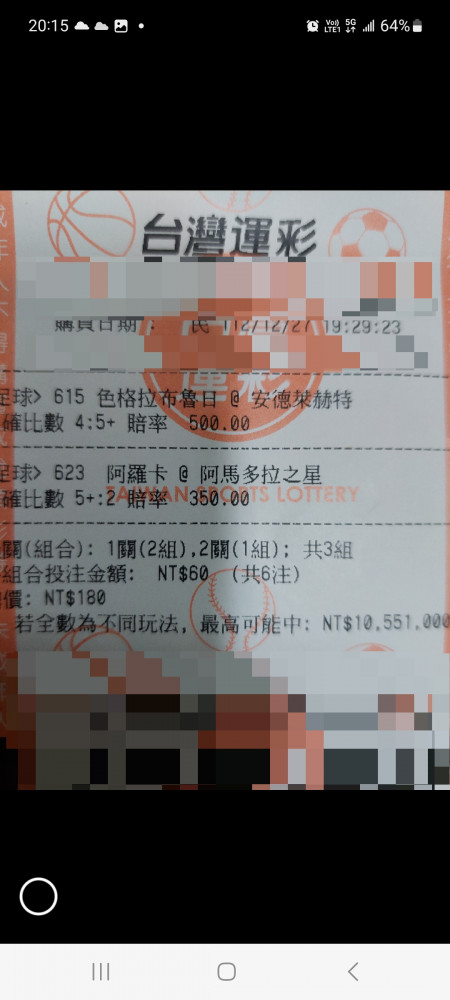 20:15
Vo)) LTE1 5G 64%
台灣運彩
購買日期： 民 112/12/27 19:29:23
運彩
足球> 615 色格拉布魯日 @ 安德萊赫特
確比數 4:5+ 賠率 500.00
足球> 623 阿羅卡 @ 阿馬多拉之星
確比數 5+:2 賠率 350.00
TAIWAN SPORTS LOTTERY
關(組合): 1關(2組),2關(1組); 共3組
組合投注金額: NT$60 (共6注)
價: NT$180
若全數為不同玩法, 最高可能中: NT$10,551,000